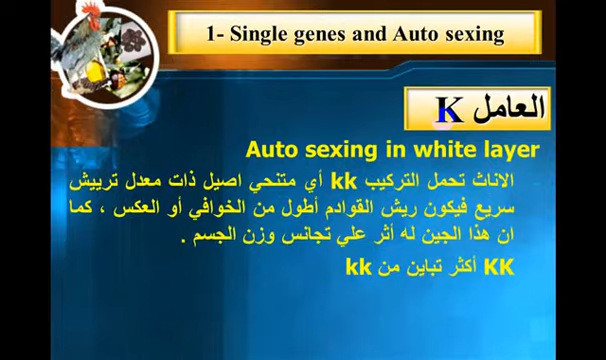 1- Single genes and Auto sexing
العامل K
Auto sexing in white layer
الاناث تحمل التركيب kk أي متنحي اصيل ذات معدل ترييش
سريع فيكون ريش القوادم أطول من الخوافي أو العكس ، كما
ان هذا الجين له أثر علي تجانس وزن الجسم .
KK أكثر تباين من kk